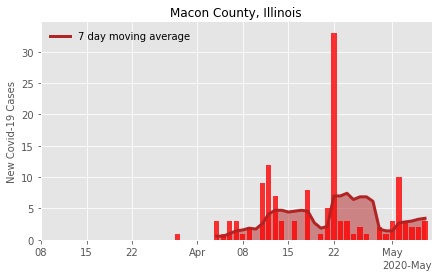 Macon County, Illinois
7 day moving average
New Covid-19 Cases
30
25
20
15
10
5
0
08 15 22 Apr 08 15 22 May
2020-May